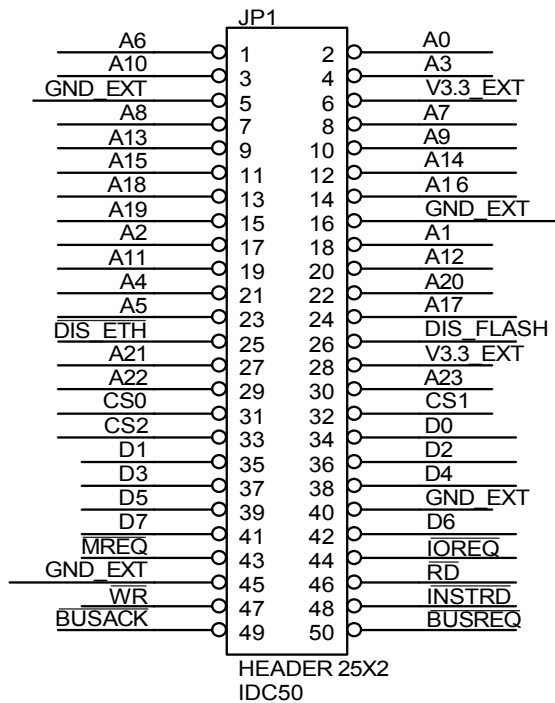 JP1
A6 1 2 A0
A10 3 4 A3
GND_EXT 5 6 V3.3_EXT
A8 7 8 A7
A13 9 10 A9
A15 11 12 A14
A18 13 14 A16
A19 15 16 GND_EXT
A2 17 18 A1
A11 19 20 A12
A4 21 22 A20
A5 23 24 A17
DIS_ETH 25 26 DIS_FLASH
A21 27 28 V3.3_EXT
A22 29 30 A23
CS0 31 32 CS1
CS2 33 34 D0
D1 35 36 D2
D3 37 38 D4
D5 39 40 GND_EXT
D7 41 42 D6
MREQ 43 44 IOREQ
GND_EXT 45 46 RD
WR 47 48 INSTRD
BUSACK 49 50 BUSREQ
HEADER 25X2
IDC50